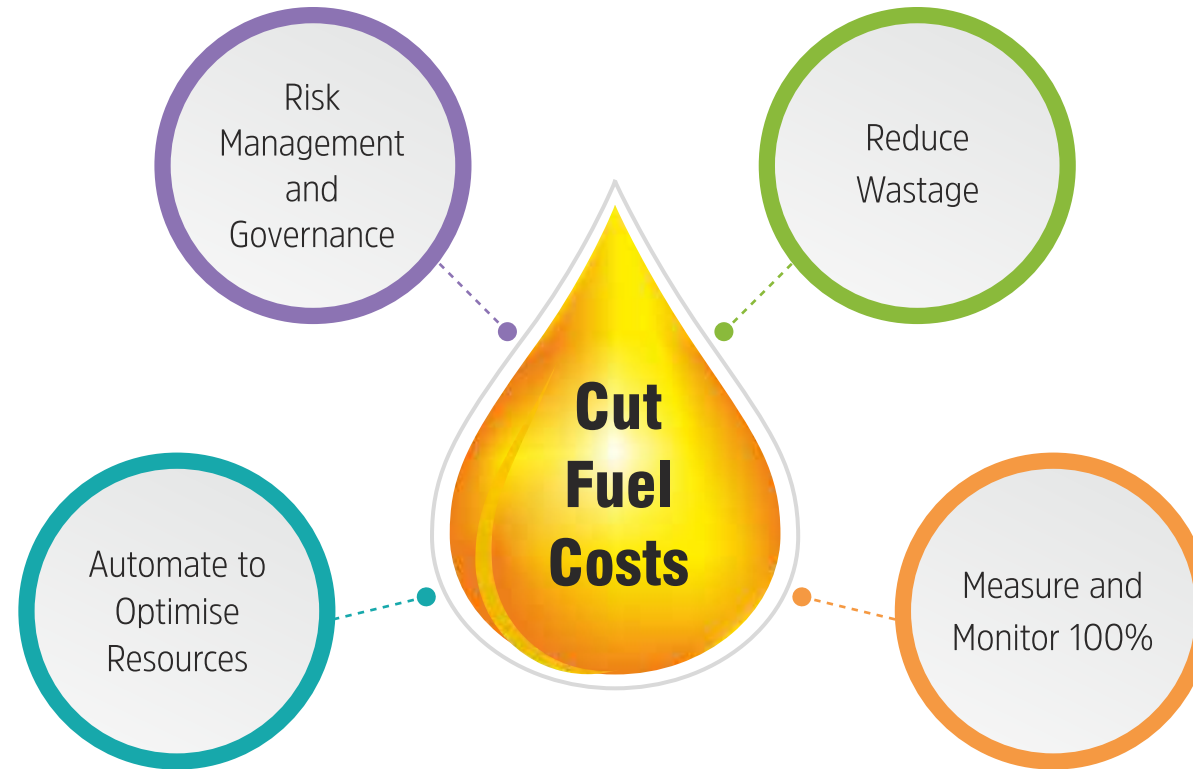 Risk
Management
and
Governance
Reduce
Wastage
Cut
Fuel
Costs
Automate to
Optimise
Resources
Measure and
Monitor 100%